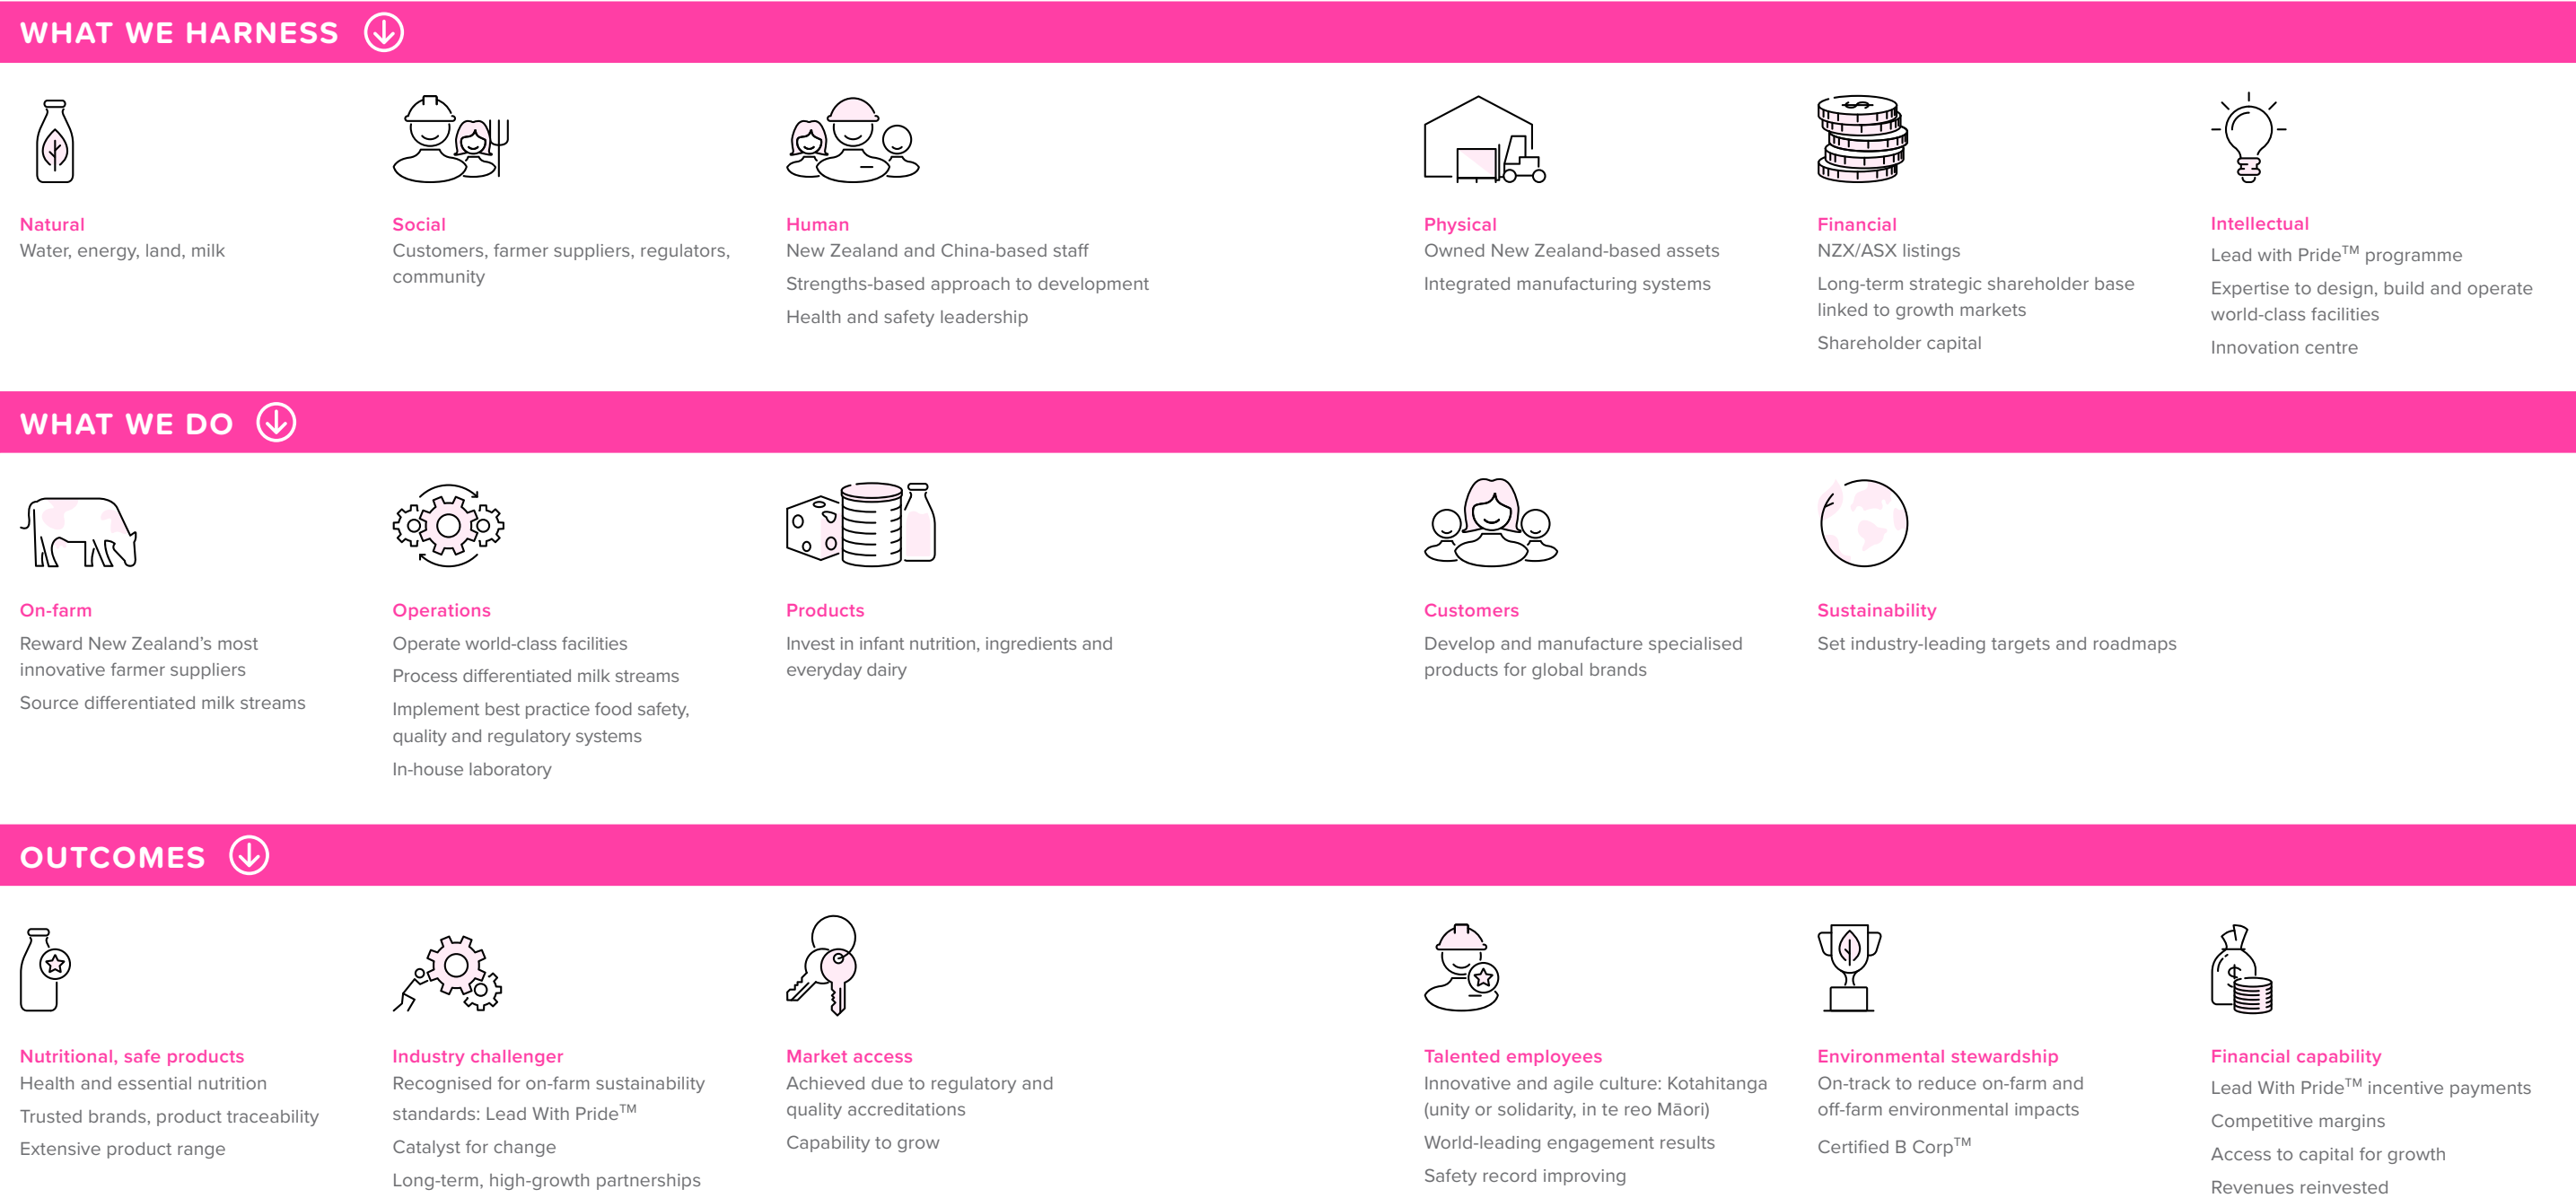 WHAT WE HARNESS
Natural
Water, energy, land, milk
Social
Customers, farmer suppliers, regulators,
community
Human
New Zealand and China-based staff
Strengths-based approach to development
Health and safety leadership
Physical
Owned New Zealand-based assets
Integrated manufacturing systems
Financial
NZX/ASX listings
Long-term strategic shareholder base
linked to growth markets
Shareholder capital
Intellectual
Lead with Pride™ programme
Expertise to design, build and operate
world-class facilities
Innovation centre
WHAT WE DO
On-farm
Reward New Zealand’s most
innovative farmer suppliers
Source differentiated milk streams
Operations
Operate world-class facilities
Process differentiated milk streams
Implement best practice food safety,
quality and regulatory systems
In-house laboratory
Products
Invest in infant nutrition, ingredients and
everyday dairy
Customers
Develop and manufacture specialised
products for global brands
Sustainability
Set industry-leading targets and roadmaps
OUTCOMES
Nutritional, safe products
Health and essential nutrition
Trusted brands, product traceability
Extensive product range
Industry challenger
Recognised for on-farm sustainability
standards: Lead With Pride™
Catalyst for change
Long-term, high-growth partnerships
Market access
Achieved due to regulatory and
quality accreditations
Capability to grow
Talented employees
Innovative and agile culture: Kotahitanga
(unity or solidarity, in te reo Māori)
World-leading engagement results
Safety record improving
Environmental stewardship
On-track to reduce on-farm and
off-farm environmental impacts
Certified B Corp™
Financial capability
Lead With Pride™ incentive payments
Competitive margins
Access to capital for growth
Revenues reinvested